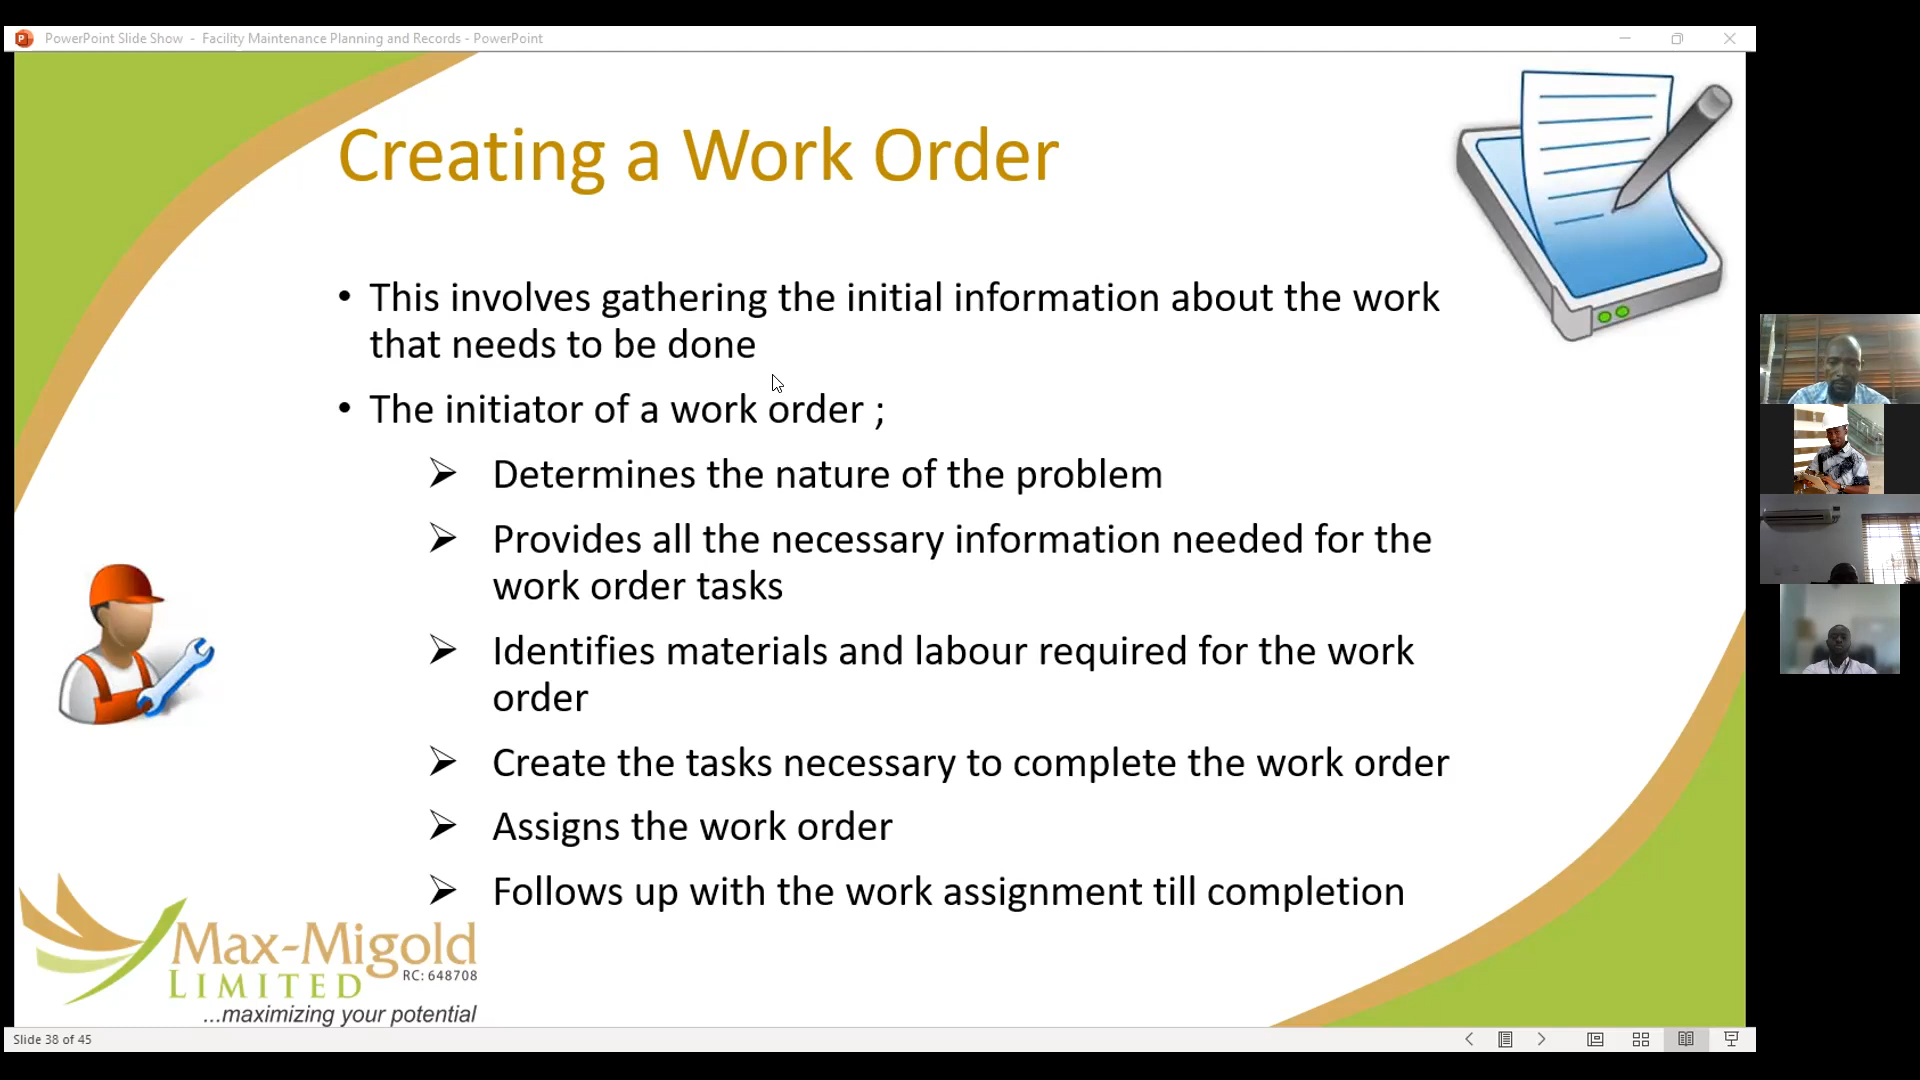 PowerPoint Slide Show - Facility Maintenance Planning and Records - PowerPoint
Creating a Work Order
• This involves gathering the initial information about the work
that needs to be done
• The initiator of a work order ;
➢ Determines the nature of the problem
➢ Provides all the necessary information needed for the
work order tasks
➢ Identifies materials and labour required for the work
order
➢ Create the tasks necessary to complete the work order
➢ Assigns the work order
➢ Follows up with the work assignment till completion
Max-Migold
LIMITED RC: 648708
...maximizing your potential
Slide 38 of 45